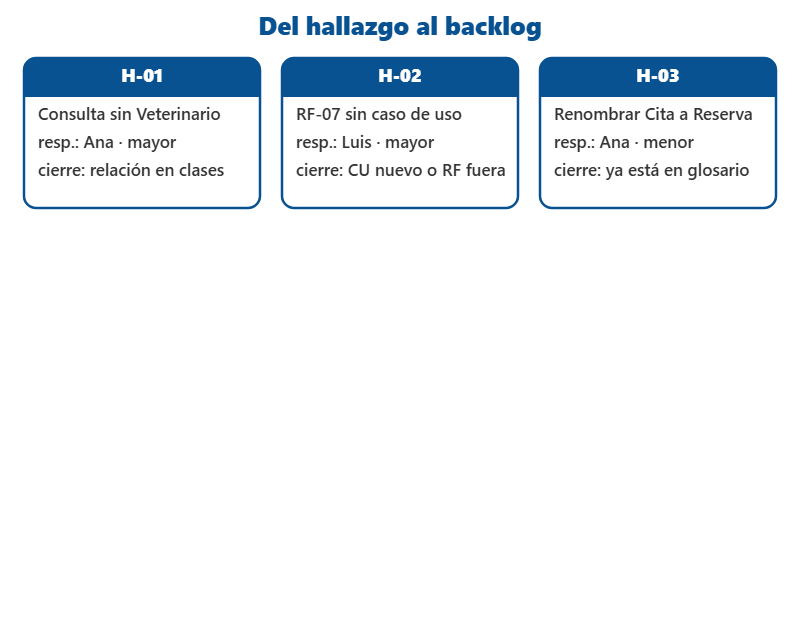 Del hallazgo al backlog
H-01
Consulta sin Veterinario
resp.: Ana · mayor
cierre: relación en clases
H-02
RF-07 sin caso de uso
resp.: Luis · mayor
cierre: CU nuevo o RF fuera
H-03
Renombrar Cita a Reserva
resp.: Ana · menor
cierre: ya está en glosario